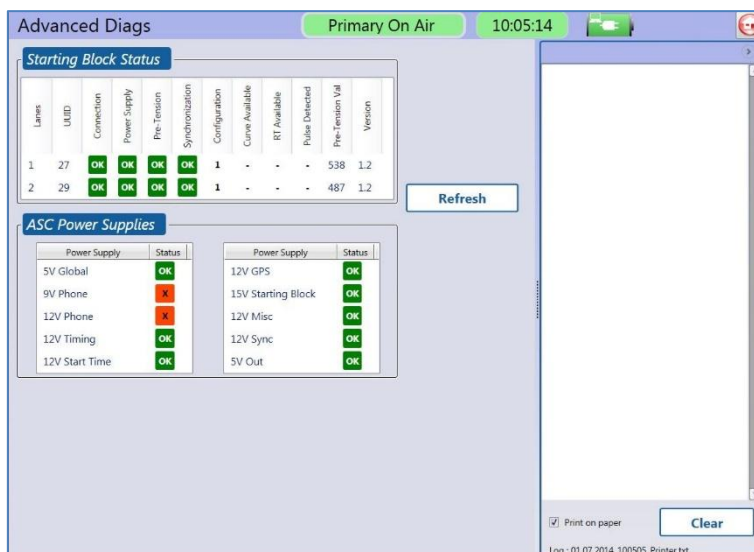 Advanced Diags Primary On Air 10:05:14
Starting Block Status
Lanes UUID Connection Power Supply Pre-Tension Synchronization Configuration Curve Available RT Available Pulse Detected Pre-Tension Val Version
1 27 OK OK OK OK 1 - - - 538 1.2
2 29 OK OK OK OK 1 - - - 487 1.2
Refresh
ASC Power Supplies
Power Supply Status
5V Global OK
9V Phone X
12V Phone X
12V Timing OK
12V Start Time OK
Power Supply Status
12V GPS OK
15V Starting Block OK
12V Misc OK
12V Sync OK
5V Out OK
Print on paper Clear
Log : 01.07.2014_100505_Printer.txt